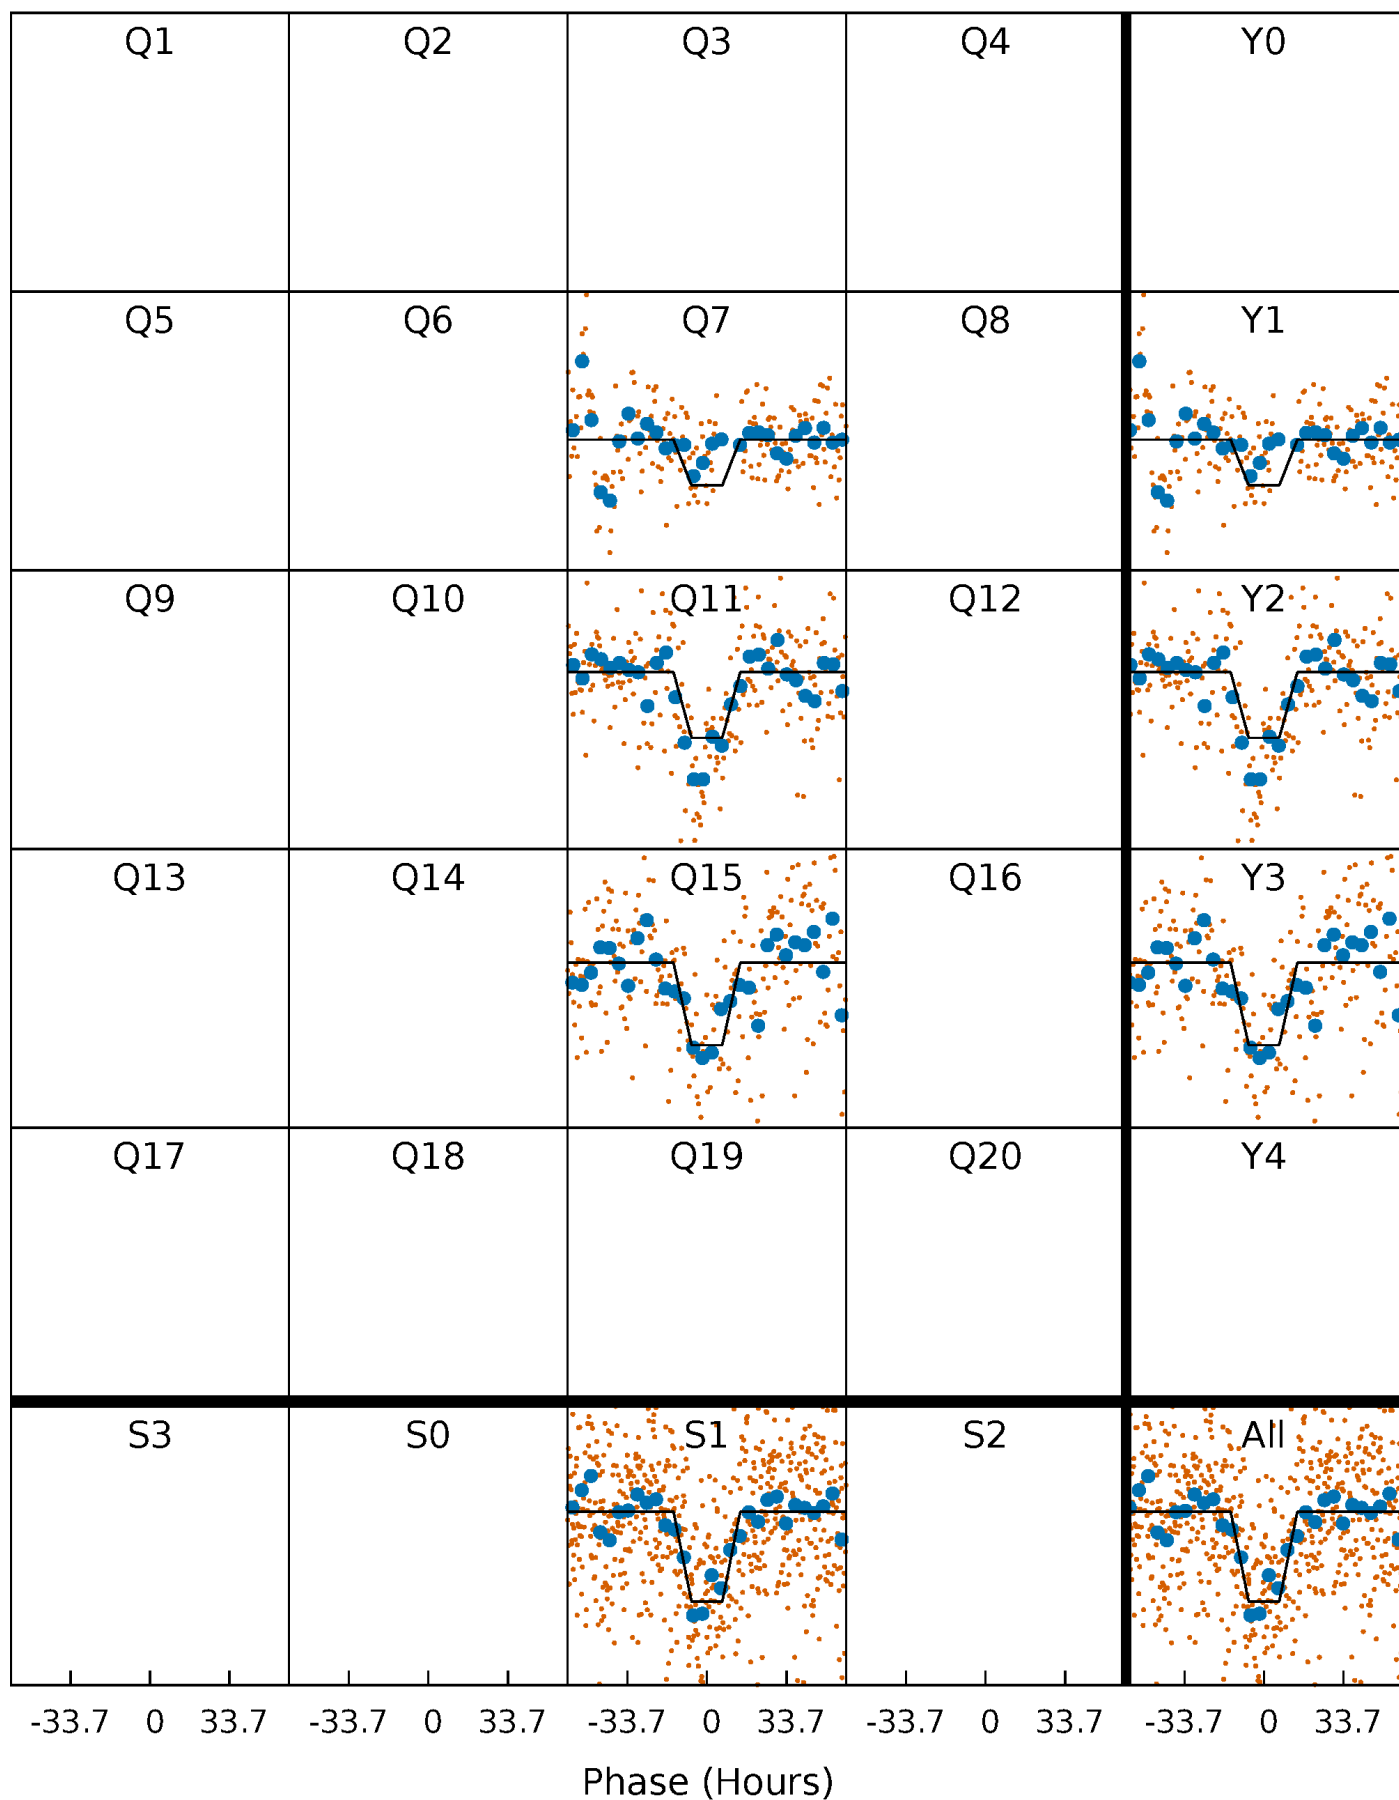 Q1 Q2 Q3 Q4 Y0
Q5 Q6 Q7 Q8 Y1
Q9 Q10 Q11 Q12 Y2
Q13 Q14 Q15 Q16 Y3
Q17 Q18 Q19 Q20 Y4
S3 S0 S1 S2 All
-33.7 0 33.7 -33.7 0 33.7 -33.7 0 33.7 -33.7 0 33.7 -33.7 0 33.7
Phase (Hours)